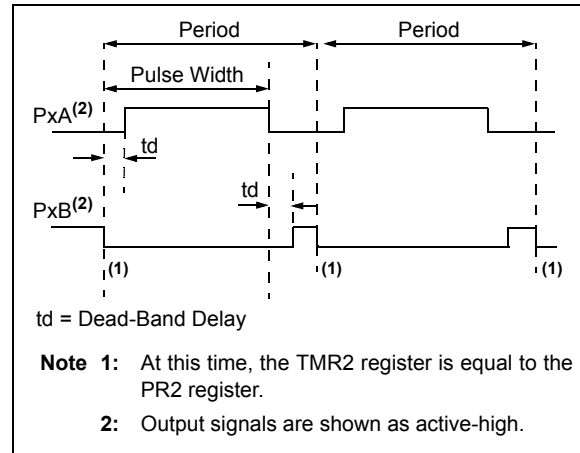 Period Period
Pulse Width
PxA(2)
td
td
PxB(2)
(1) (1) (1)
td = Dead-Band Delay
Note 1: At this time, the TMR2 register is equal to the
PR2 register.
2: Output signals are shown as active-high.